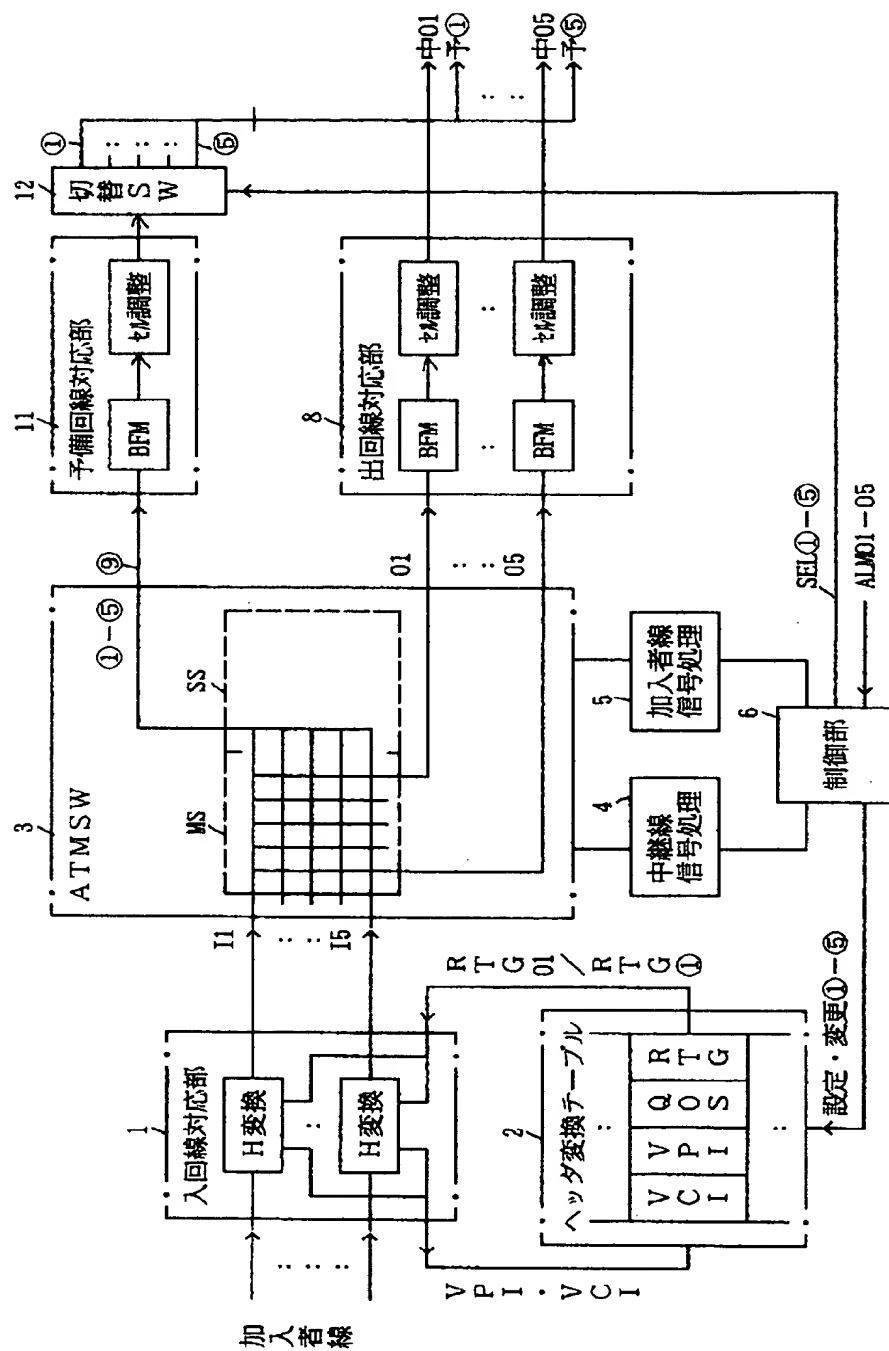 加入者線
1
入回線対応部
H変換
:
H変換
VPI・VCI
2
ヘッダ変換テーブル
:
VCI
VPI
QOS
RTG
:
RTG01/RTG①
設定・変更①-⑤
I1
: :
I5
3
ATMSW
MS
SS
①-⑤
⑨
01
: :
05
4
中継線
信号処理
5
加入者線
信号処理
6
制御部
SEL①-⑤
ALM01-05
11
予備回線対応部
BFM
セル調整
12
切替SW
①
:
:
⑤
8
出回線対応部
BFM
セル調整
:
:
BFM
セル調整
中01
予①
: :
中05
予⑤